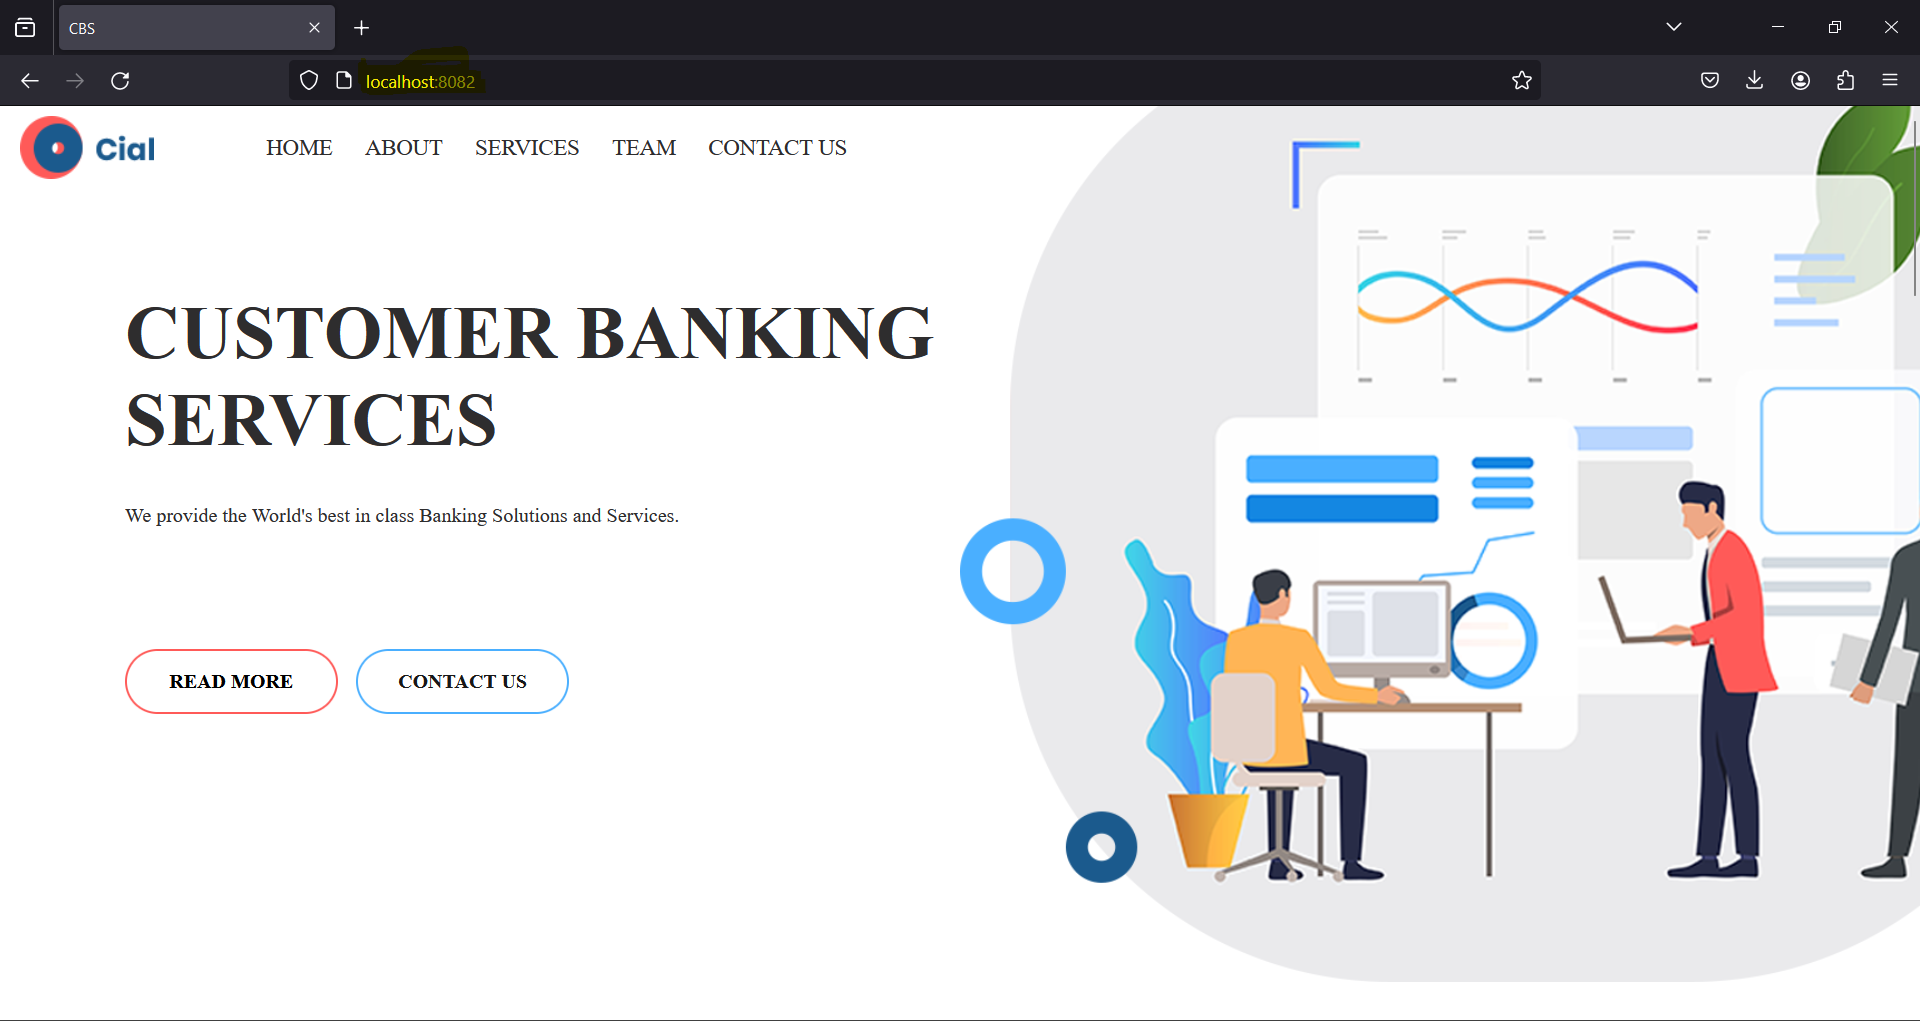 CBS
localhost:8082
Cial
HOME ABOUT SERVICES TEAM CONTACT US
CUSTOMER BANKING
SERVICES
We provide the World's best in class Banking Solutions and Services.
READ MORE CONTACT US